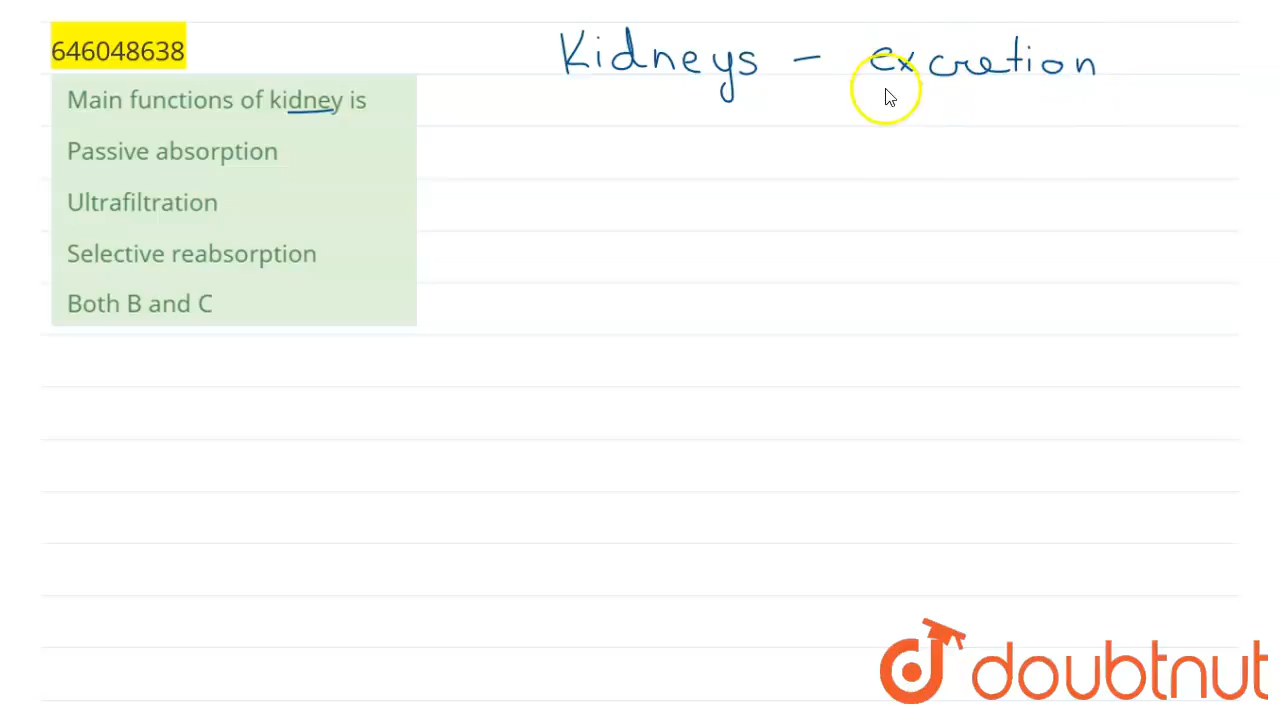 646048638
Kidneys - excretion
Main functions of kidney is
Passive absorption
Ultrafiltration
Selective reabsorption
Both B and C
doubtnut